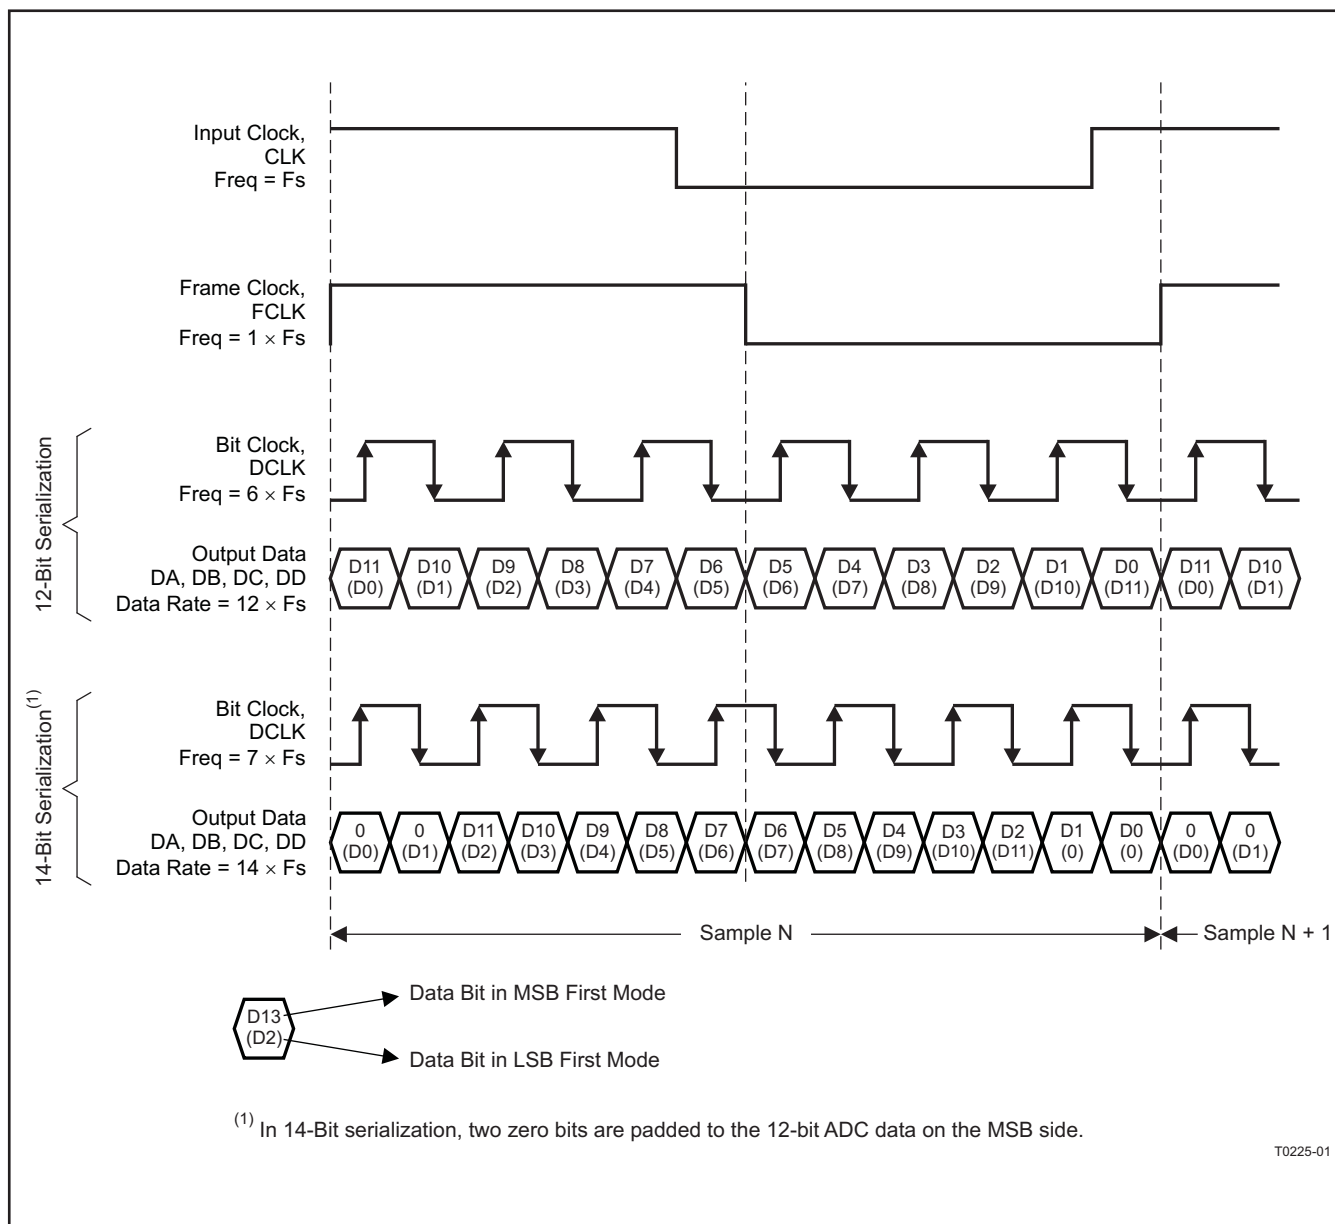 Input Clock,
CLK
Freq = Fs
Frame Clock,
FCLK
Freq = 1 × Fs
12-Bit Serialization
Bit Clock,
DCLK
Freq = 6 × Fs
Output Data
DA, DB, DC, DD
Data Rate = 12 × Fs
D11 D10 D9 D8 D7 D6 D5 D4 D3 D2 D1 D0 D11 D10
(D0) (D1) (D2) (D3) (D4) (D5) (D6) (D7) (D8) (D9) (D10) (D11) (D0) (D1)
14-Bit Serialization(1)
Bit Clock,
DCLK
Freq = 7 × Fs
Output Data
DA, DB, DC, DD
Data Rate = 14 × Fs
0 0 D11 D10 D9 D8 D7 D6 D5 D4 D3 D2 D1 D0 0 0
(D0) (D1) (D2) (D3) (D4) (D5) (D6) (D7) (D8) (D9) (D10) (D11) (0) (0) (D0) (D1)
Sample N Sample N + 1
Data Bit in MSB First Mode
D13
(D2)
Data Bit in LSB First Mode
(1) In 14-Bit serialization, two zero bits are padded to the 12-bit ADC data on the MSB side.
T0225-01